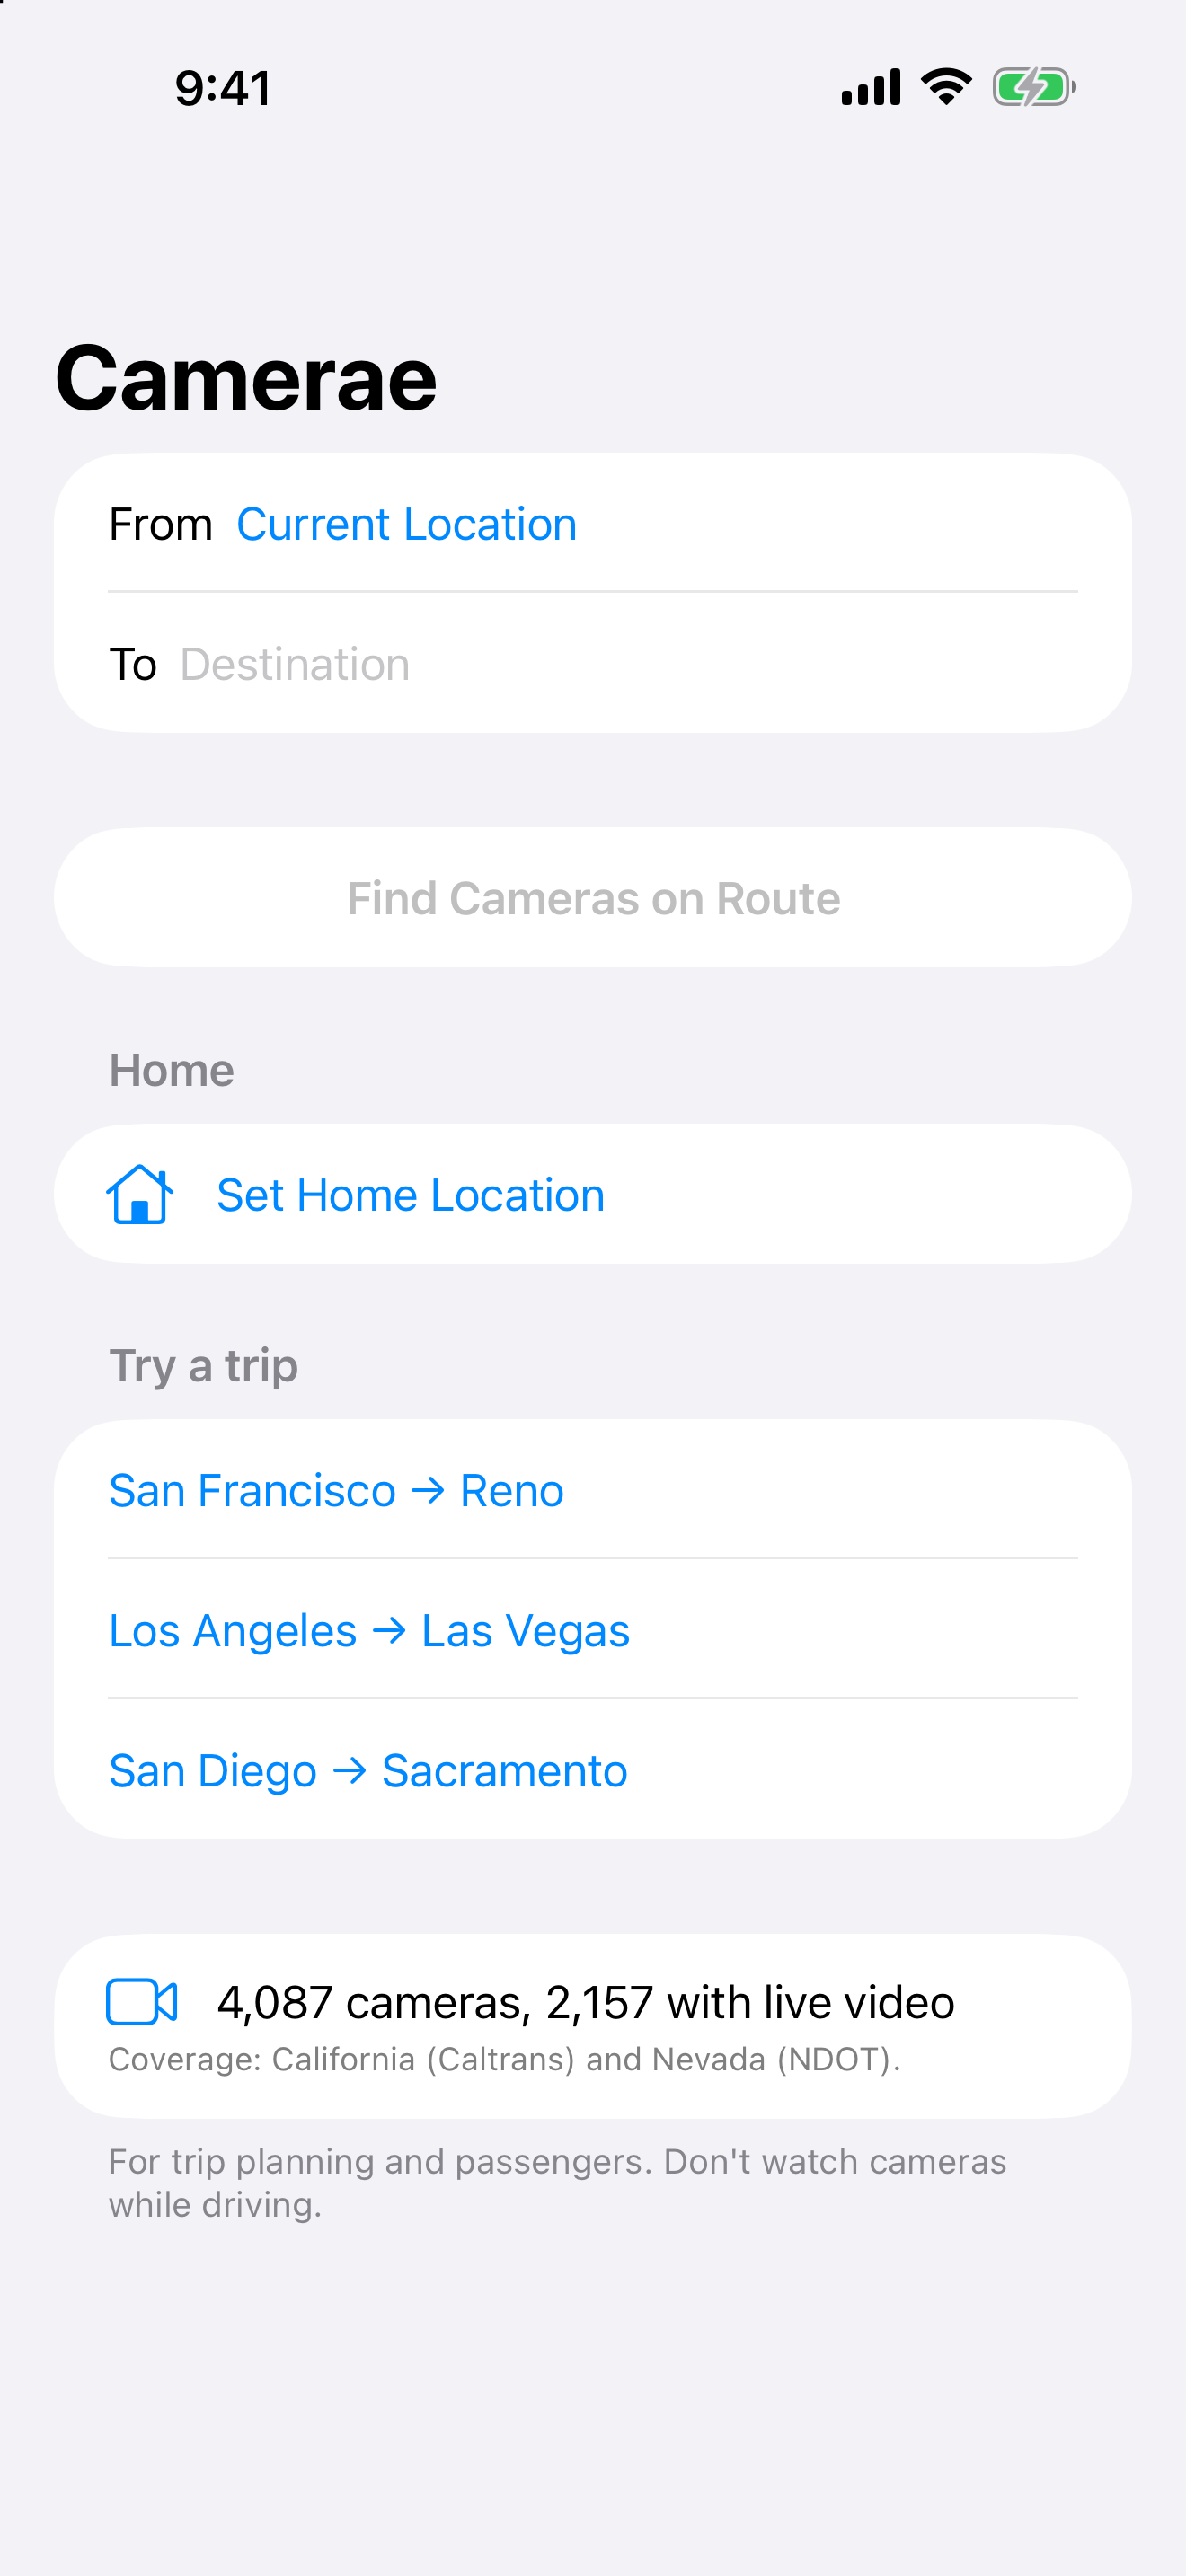 9:41
Camerae
From Current Location
To Destination
Find Cameras on Route
Home
Set Home Location
Try a trip
San Francisco → Reno
Los Angeles → Las Vegas
San Diego → Sacramento
4,087 cameras, 2,157 with live video
Coverage: California (Caltrans) and Nevada (NDOT).
For trip planning and passengers. Don't watch cameras
while driving.